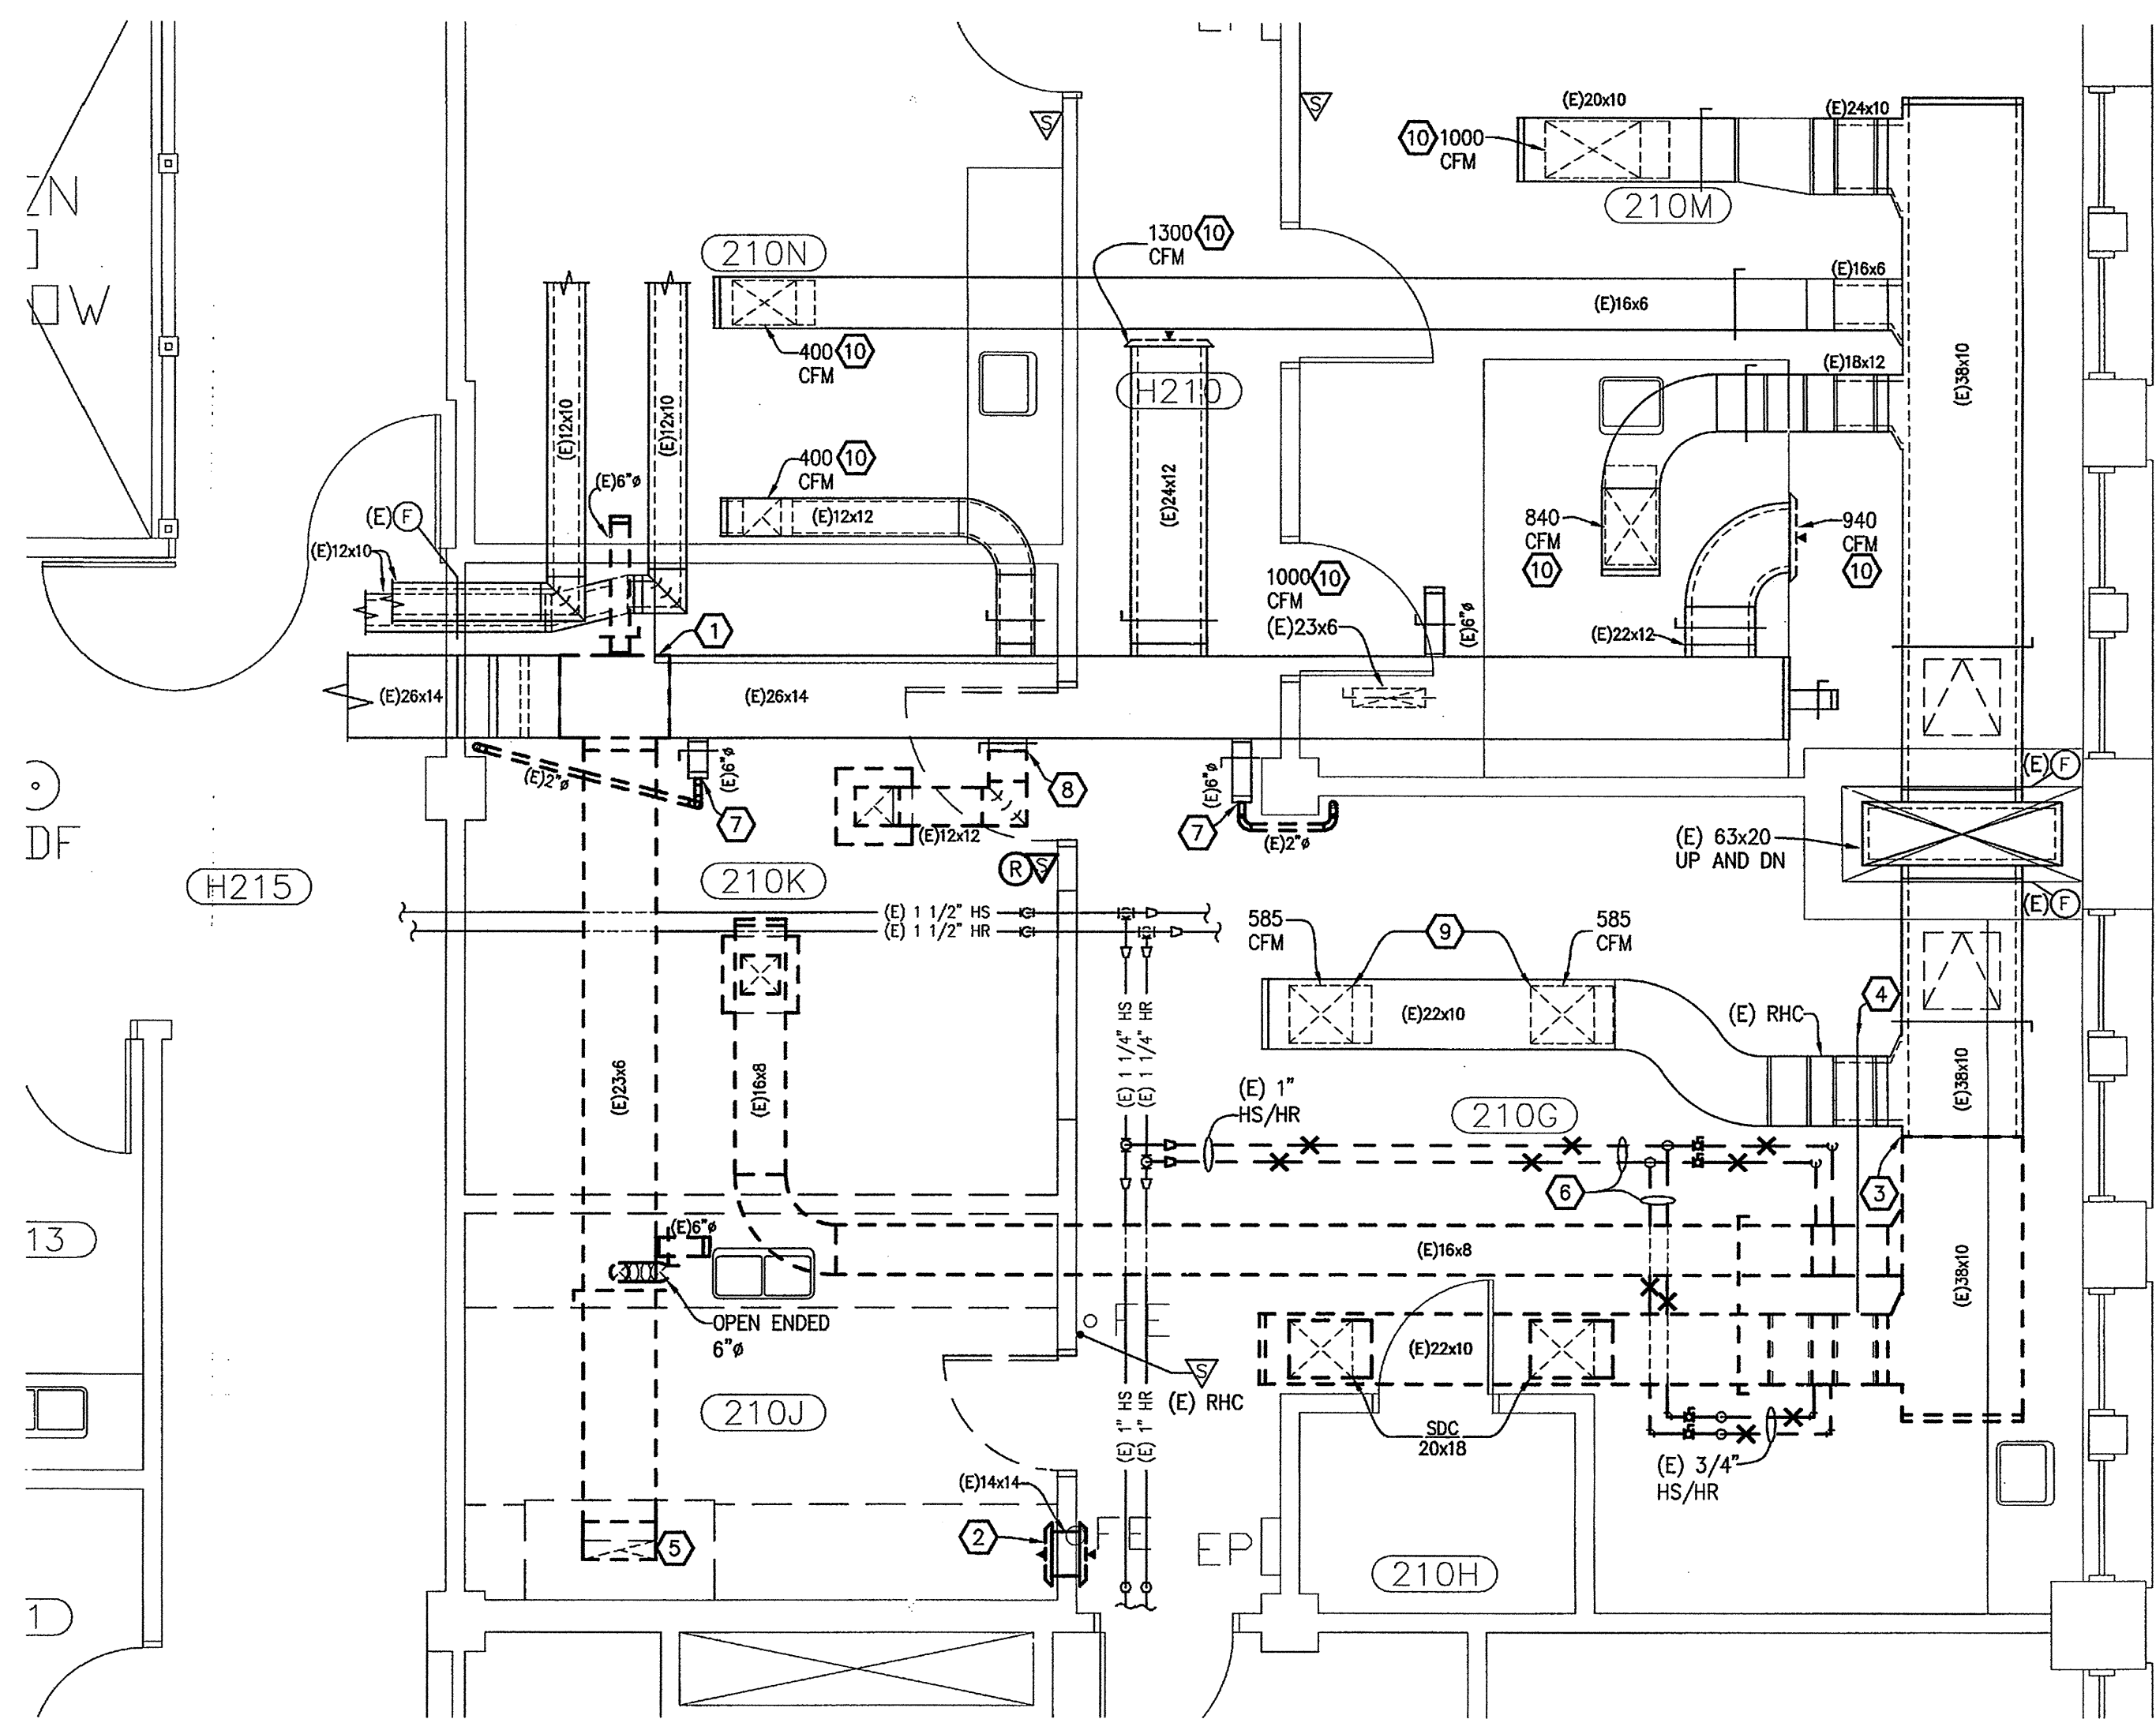 S
S
(E)20x10
(E)24x10
10
1000
CFM
210M
ZN
W
210N
1300
10
CFM
(E)16x6
(E)16x6
400
10
CFM
H210
(E)18x12
(E)38x10
(E)12x10
(E)12x10
400
10
CFM
(E)6"ø
(E)12x12
(E)24x12
(E)
F
(E)12x10
840
CFM
10
940
CFM
10
1000
10
CFM
(E)23x6
(E)6"ø
(E)22x12
1
(E)26x14
(E)26x14
(E)2"ø
(E)6"ø
7
8
(E)12x12
(E)6"ø
7
(E)2"ø
(E)
F
(E) 63x20
UP AND DN
(E)
F
DF
H215
210K
R
S
(E) 1 1/2" HS
(E) 1 1/2" HR
585
CFM
9
585
CFM
4
(E)22x10
(E) RHC
(E) 1 1/4" HS
(E) 1 1/4" HR
(E)23x6
(E)16x8
(E)38x10
(E) 1"
HS/HR
210G
6
3
13
(E)6"ø
(E)16x8
(E)38x10
OPEN ENDED
6"ø
FE
(E)22x10
S
(E) RHC
210J
SDC
20x18
(E) 1" HS
(E) 1" HR
(E) 3/4"
HS/HR
(E)14x14
2
FE
EP
5
210H
1